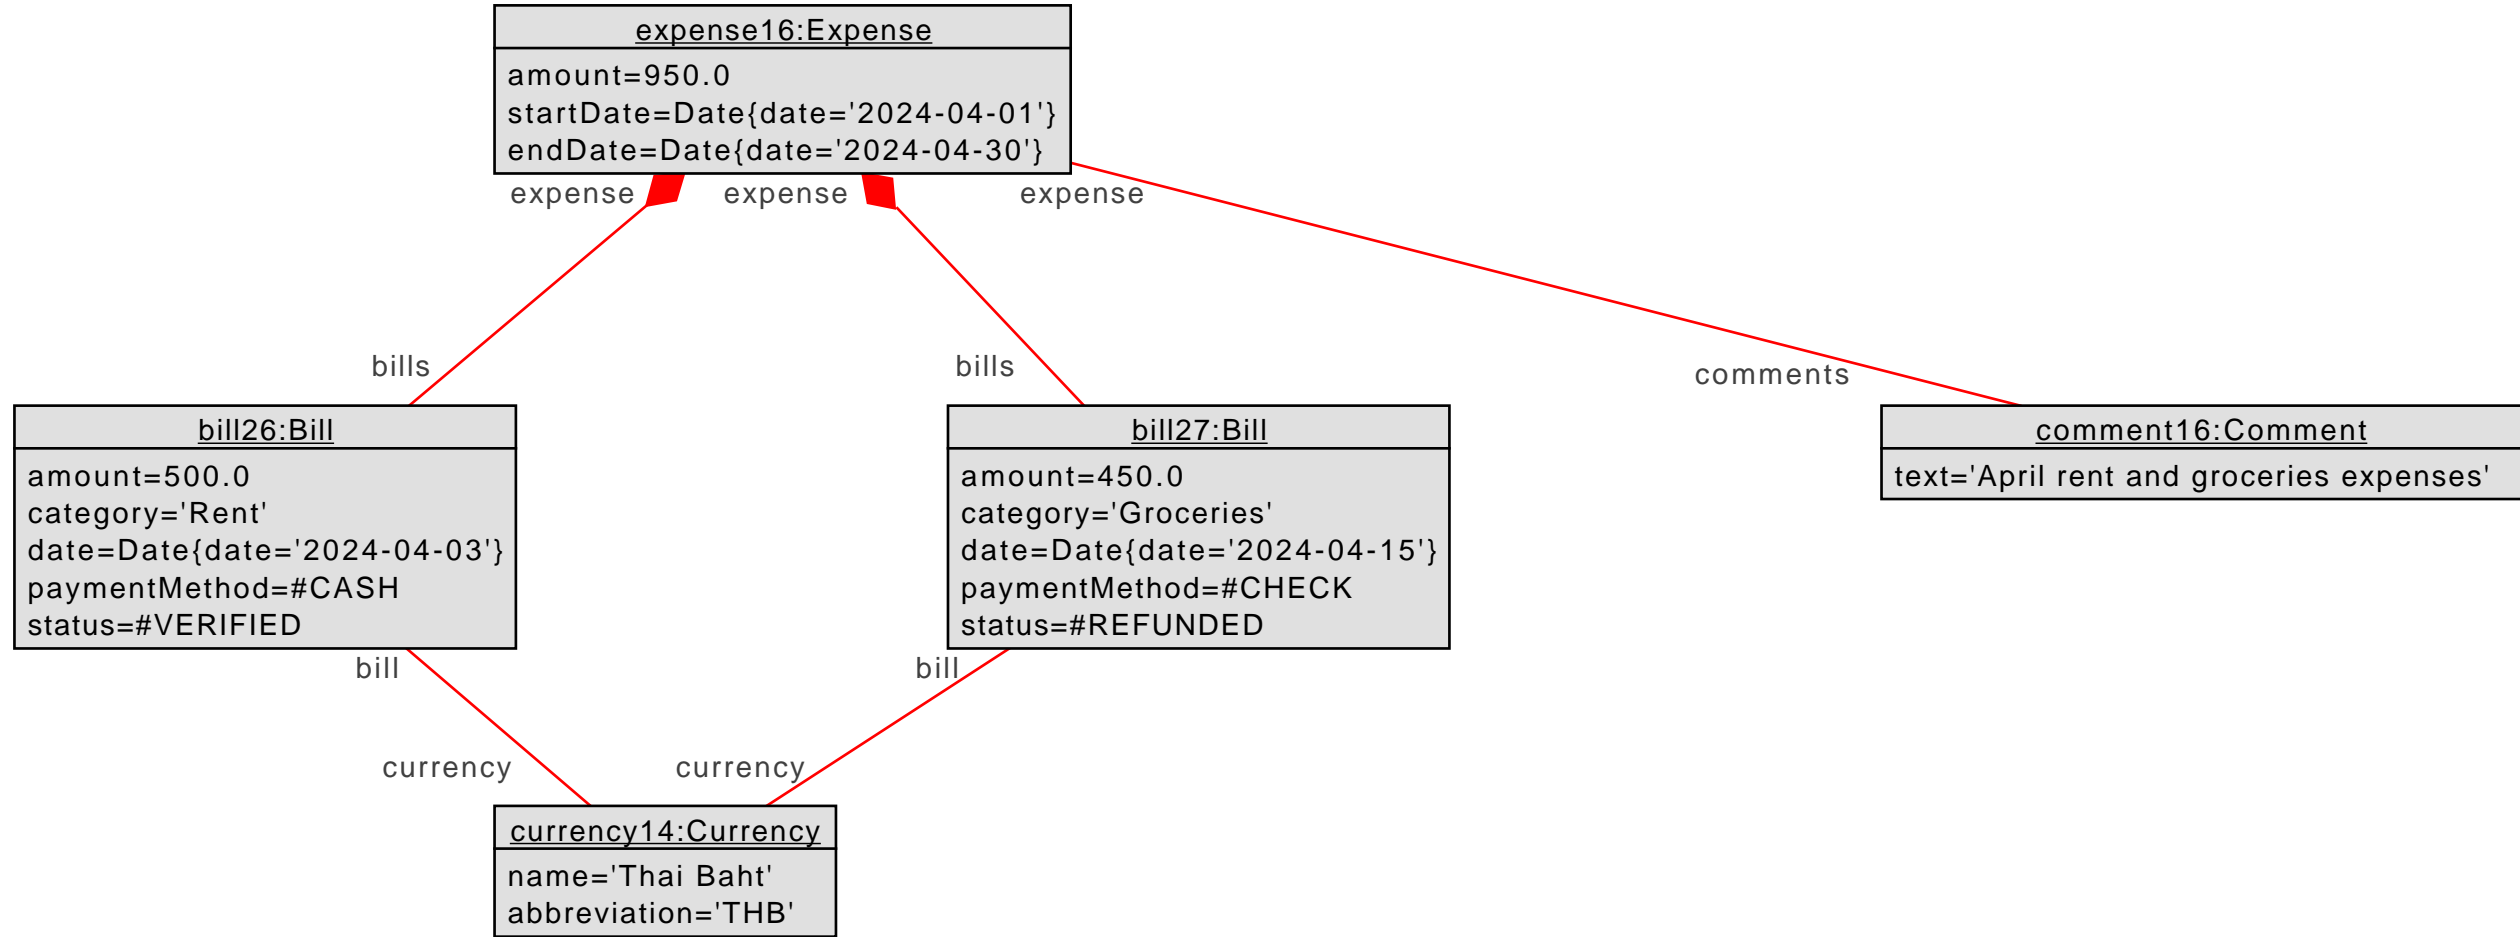 expense16:Expense
amount=950.0
startDate=Date{date='2024-04-01'}
endDate=Date{date='2024-04-30'}
expense
expense
expense
bills
bills
comments
bill26:Bill
amount=500.0
category='Rent'
date=Date{date='2024-04-03'}
paymentMethod=#CASH
status=#VERIFIED
bill27:Bill
amount=450.0
category='Groceries'
date=Date{date='2024-04-15'}
paymentMethod=#CHECK
status=#REFUNDED
comment16:Comment
text='April rent and groceries expenses'
bill
bill
currency
currency
currency14:Currency
name='Thai Baht'
abbreviation='THB'